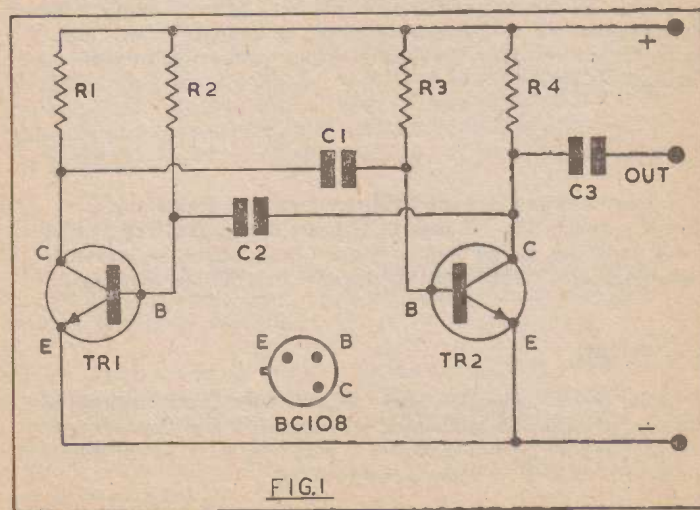 +
R1 R2 R3 R4
C1
C3 OUT
C2
C C
B B
E E
TR1 E B TR2
C
BC108
−
FIG.1